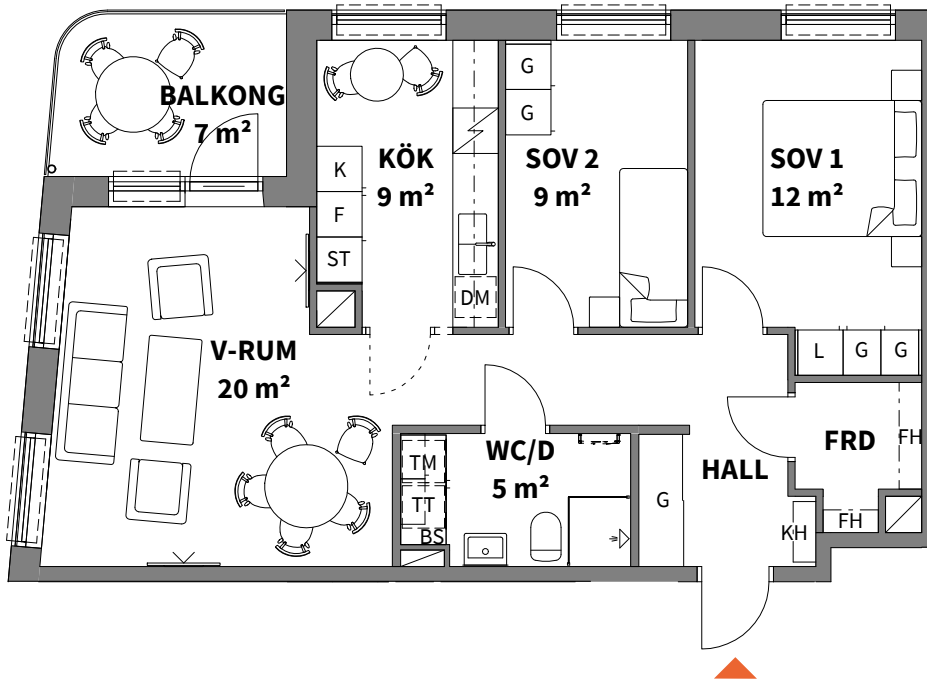 BALKONG
7 m²
K
F
ST
KÖK
9 m²
DM
G
G
SOV 2
9 m²
SOV 1
12 m²
L
G
G
V-RUM
20 m²
TM
TT
BS
WC/D
5 m²
G
HALL
KH
FRD
FH
FH